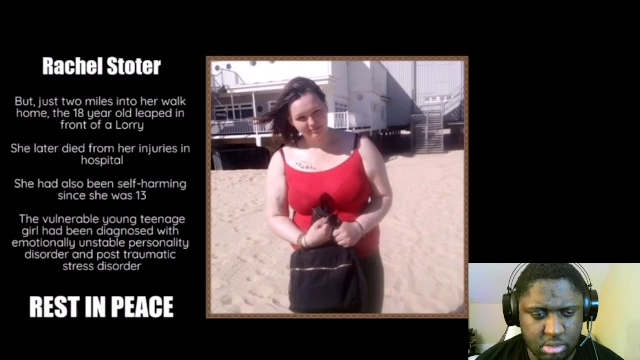 Rachel Stoter
But, just two miles into her walk
home, the 18 year old leaped in
front of a Lorry
She later died from her injuries in
hospital
She had also been self-harming
since she was 13
The vulnerable young teenage
girl had been diagnosed with
emotionally unstable personality
disorder and post traumatic
stress disorder
REST IN PEACE